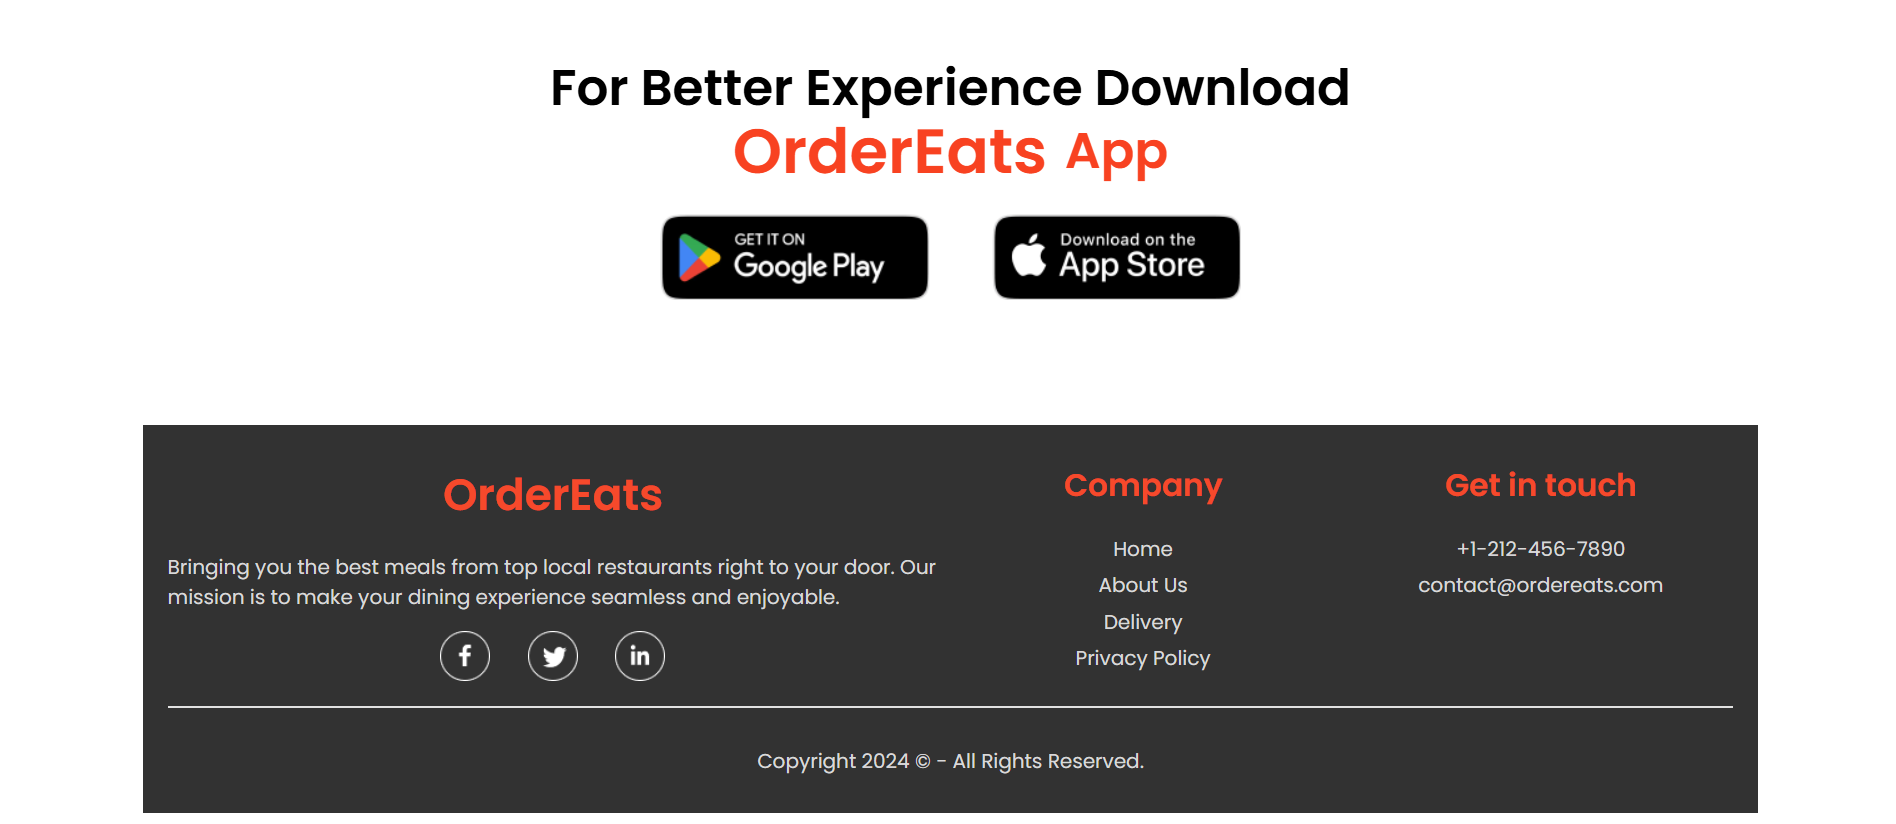 For Better Experience Download
OrderEats App
GET IT ON
Google Play
Download on the
App Store
OrderEats
Bringing you the best meals from top local restaurants right to your door. Our
mission is to make your dining experience seamless and enjoyable.
Company
Home
About Us
Delivery
Privacy Policy
Get in touch
+1-212-456-7890
contact@ordereats.com
Copyright 2024 © - All Rights Reserved.